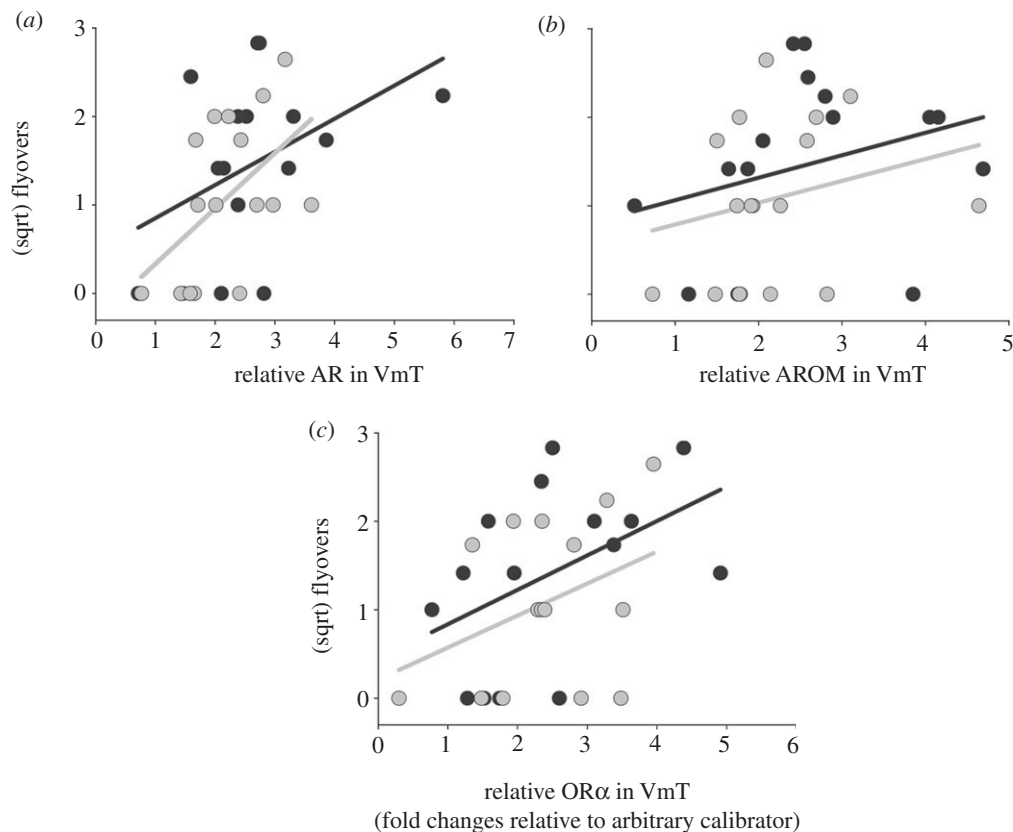 (a)
3
2
1
0
(sqrt) flyovers
0 1 2 3 4 5 6 7
relative AR in VmT
(b)
0 1 2 3 4 5
relative AROM in VmT
(c)
3
2
1
0
(sqrt) flyovers
0 1 2 3 4 5 6
relative ORα in VmT
(fold changes relative to arbitrary calibrator)